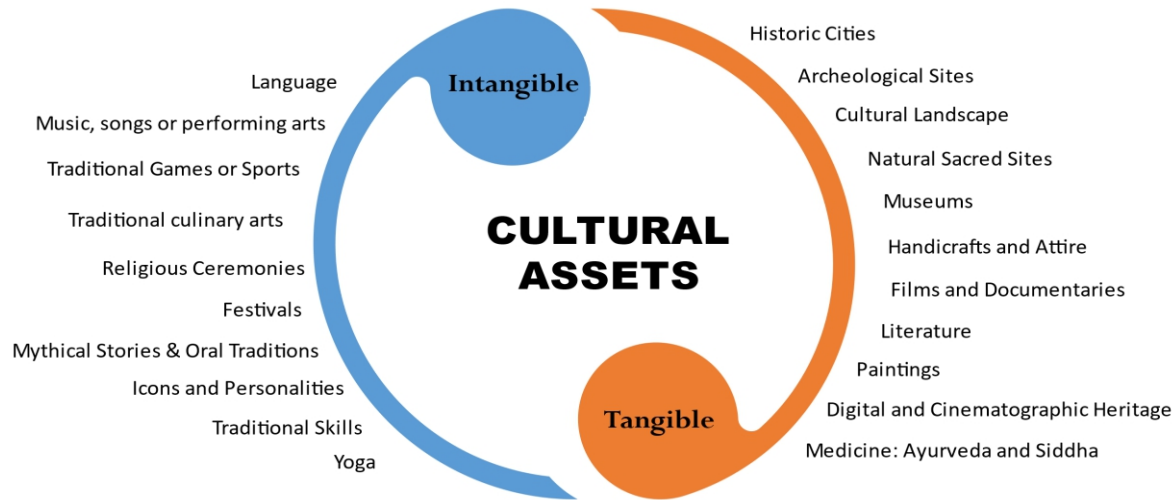 Intangible
Language
Music, songs or performing arts
Traditional Games or Sports
Traditional culinary arts
Religious Ceremonies
Festivals
Mythical Stories & Oral Traditions
Icons and Personalities
Traditional Skills
Yoga
CULTURAL
ASSETS
Historic Cities
Archeological Sites
Cultural Landscape
Natural Sacred Sites
Museums
Handicrafts and Attire
Films and Documentaries
Literature
Paintings
Digital and Cinematographic Heritage
Medicine: Ayurveda and Siddha
Tangible